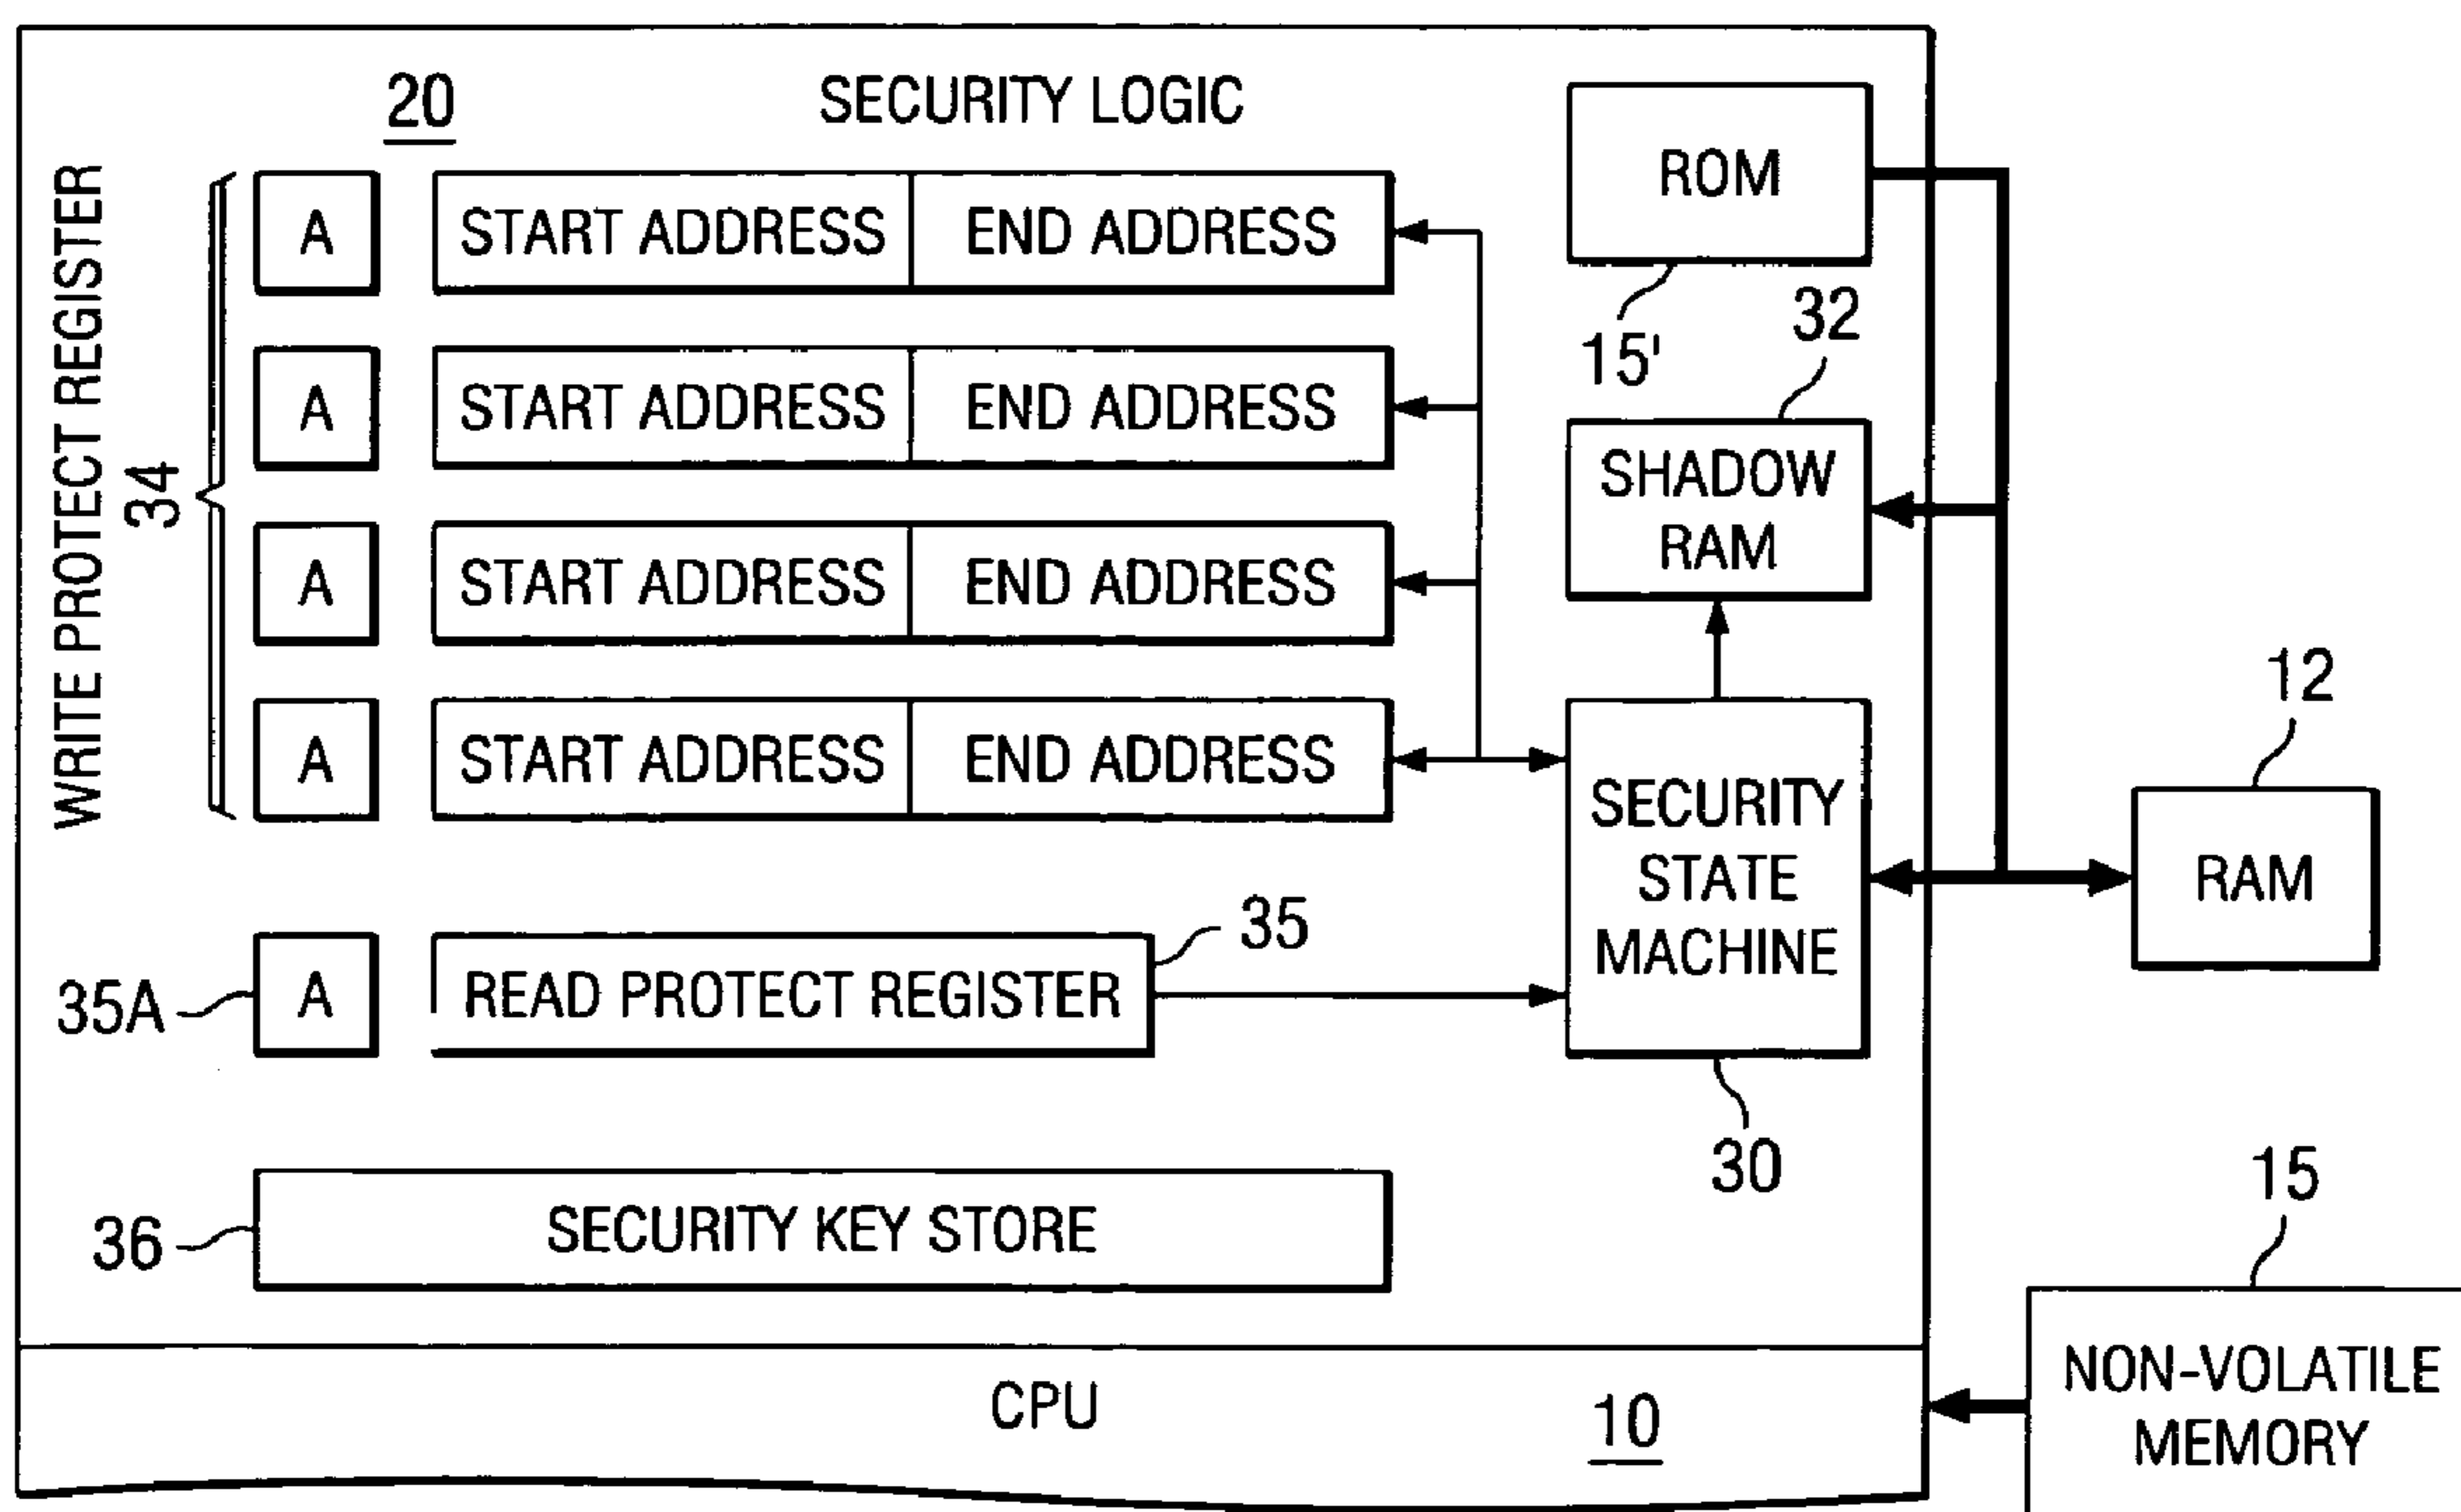 20
SECURITY LOGIC
ROM
15'
WRITE PROTECT REGISTER
34
A START ADDRESS END ADDRESS
A START ADDRESS END ADDRESS
A START ADDRESS END ADDRESS
A START ADDRESS END ADDRESS
32
SHADOW
RAM
12
RAM
SECURITY
STATE
MACHINE
30
35A
A
READ PROTECT REGISTER
35
36
SECURITY KEY STORE
CPU
10
15
NON-VOLATILE
MEMORY